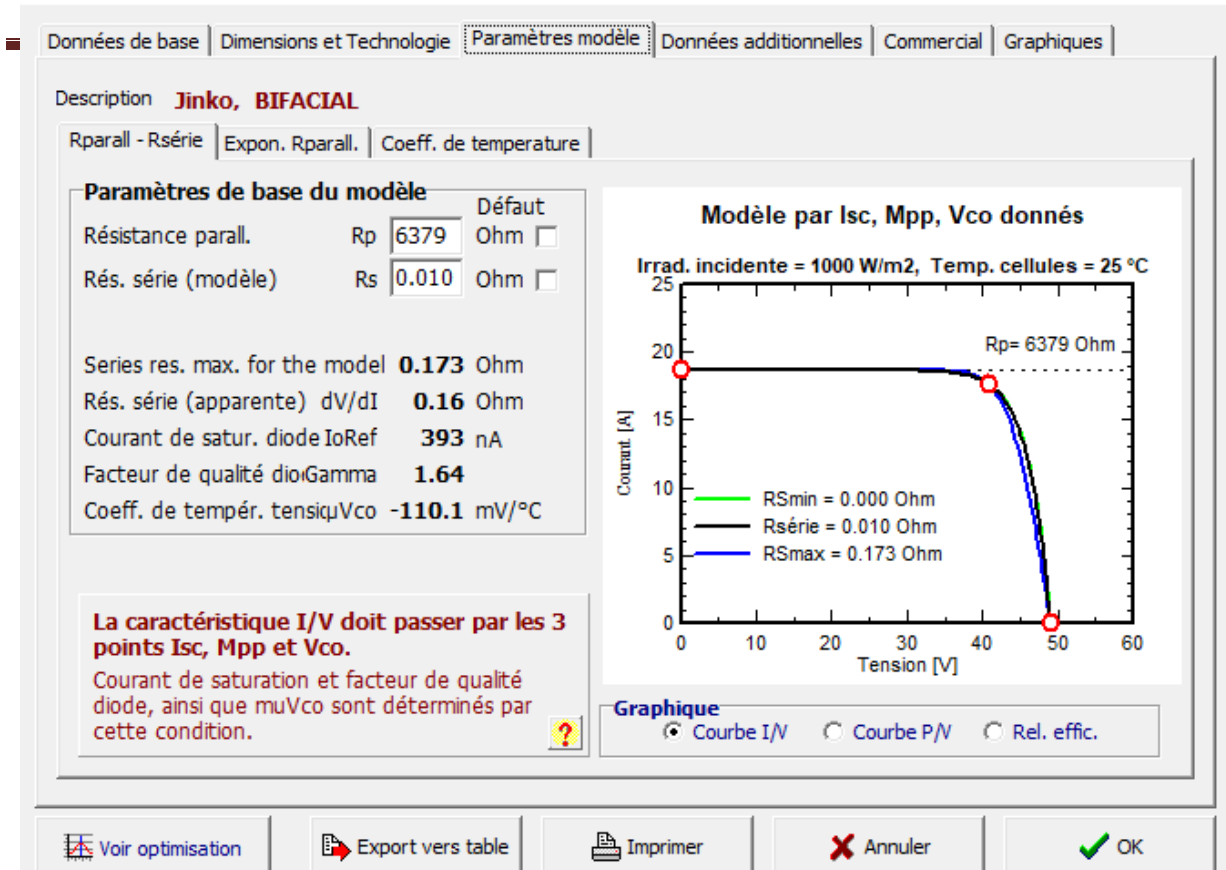 Données de base Dimensions et Technologie Paramètres modèle Données additionnelles Commercial Graphiques
Description Jinko, BIFACIAL
Rparall - Rsérie Expon. Rparall. Coeff. de temperature
Paramètres de base du modèle
Défaut
Résistance parall. Rp 6379 Ohm
Rés. série (modèle) Rs 0.010 Ohm
Series res. max. for the model 0.173 Ohm
Rés. série (apparente) dV/dI 0.16 Ohm
Courant de satur. diode IoRef 393 nA
Facteur de qualité dio Gamma 1.64
Coeff. de tempér. tensi µVco -110.1 mV/°C
La caractéristique I/V doit passer par les 3
points Isc, Mpp et Vco.
Courant de saturation et facteur de qualité
diode, ainsi que muVco sont déterminés par
cette condition.
?
Modèle par Isc, Mpp, Vco donnés
Irrad. incidente = 1000 W/m2, Temp. cellules = 25 °C
25
Rp= 6379 Ohm
20
15
Courant [A]
10
RSmin = 0.000 Ohm
Rsérie = 0.010 Ohm
5
RSmax = 0.173 Ohm
0
0 10 20 30 40 50 60
Tension [V]
Graphique
Courbe I/V Courbe P/V Rel. effic.
Voir optimisation Export vers table Imprimer Annuler OK